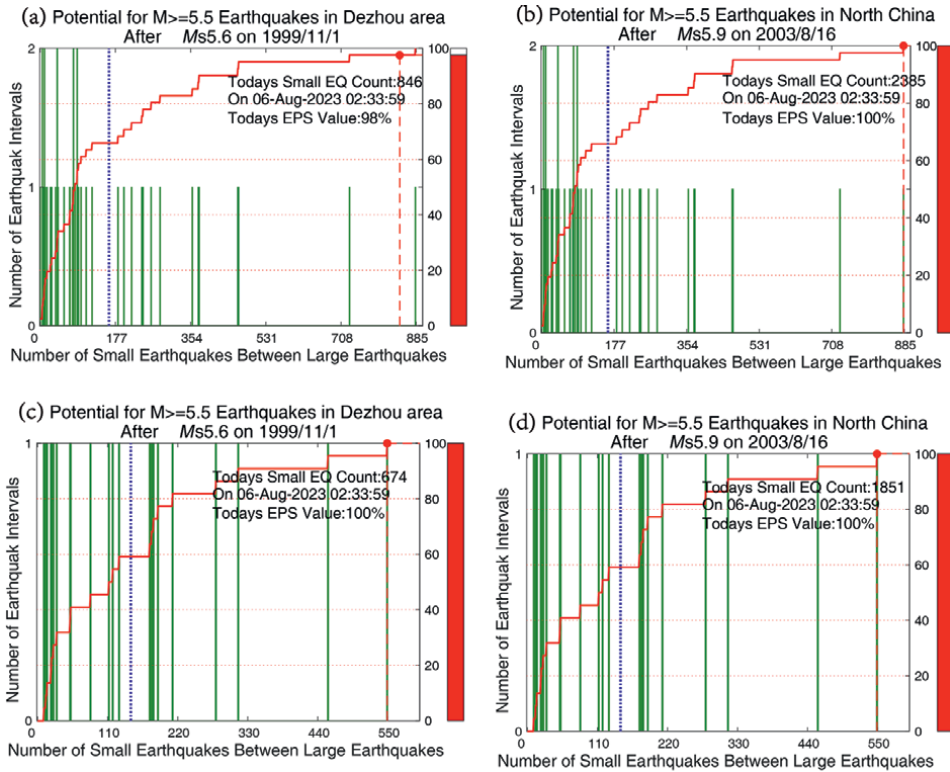 (a) Potential for M>=5.5 Earthquakes in Dezhou area
After Ms5.6 on 1999/11/1
Number of Earthquak Intervals
2
1
0
100
80
60
40
20
0
Todays Small EQ Count:846
On 06-Aug-2023 02:33:59
Todays EPS Value:98%
0 177 354 531 708 885
Number of Small Earthquakes Between Large Earthquakes
(b) Potential for M>=5.5 Earthquakes in North China
After Ms5.9 on 2003/8/16
Number of Earthquak Intervals
2
1
0
100
80
60
40
20
0
Todays Small EQ Count:2385
On 06-Aug-2023 02:33:59
Todays EPS Value:100%
0 177 354 531 708 885
Number of Small Earthquakes Between Large Earthquakes
(c) Potential for M>=5.5 Earthquakes in Dezhou area
After Ms5.6 on 1999/11/1
Number of Earthquak Intervals
1
0
100
80
60
40
20
0
Todays Small EQ Count:674
On 06-Aug-2023 02:33:59
Todays EPS Value:100%
0 110 220 330 440 550
Number of Small Earthquakes Between Large Earthquakes
(d) Potential for M>=5.5 Earthquakes in North China
After Ms5.9 on 2003/8/16
Number of Earthquak Intervals
1
0
100
80
60
40
20
0
Todays Small EQ Count:1851
On 06-Aug-2023 02:33:59
Todays EPS Value:100%
0 110 220 330 440 550
Number of Small Earthquakes Between Large Earthquakes